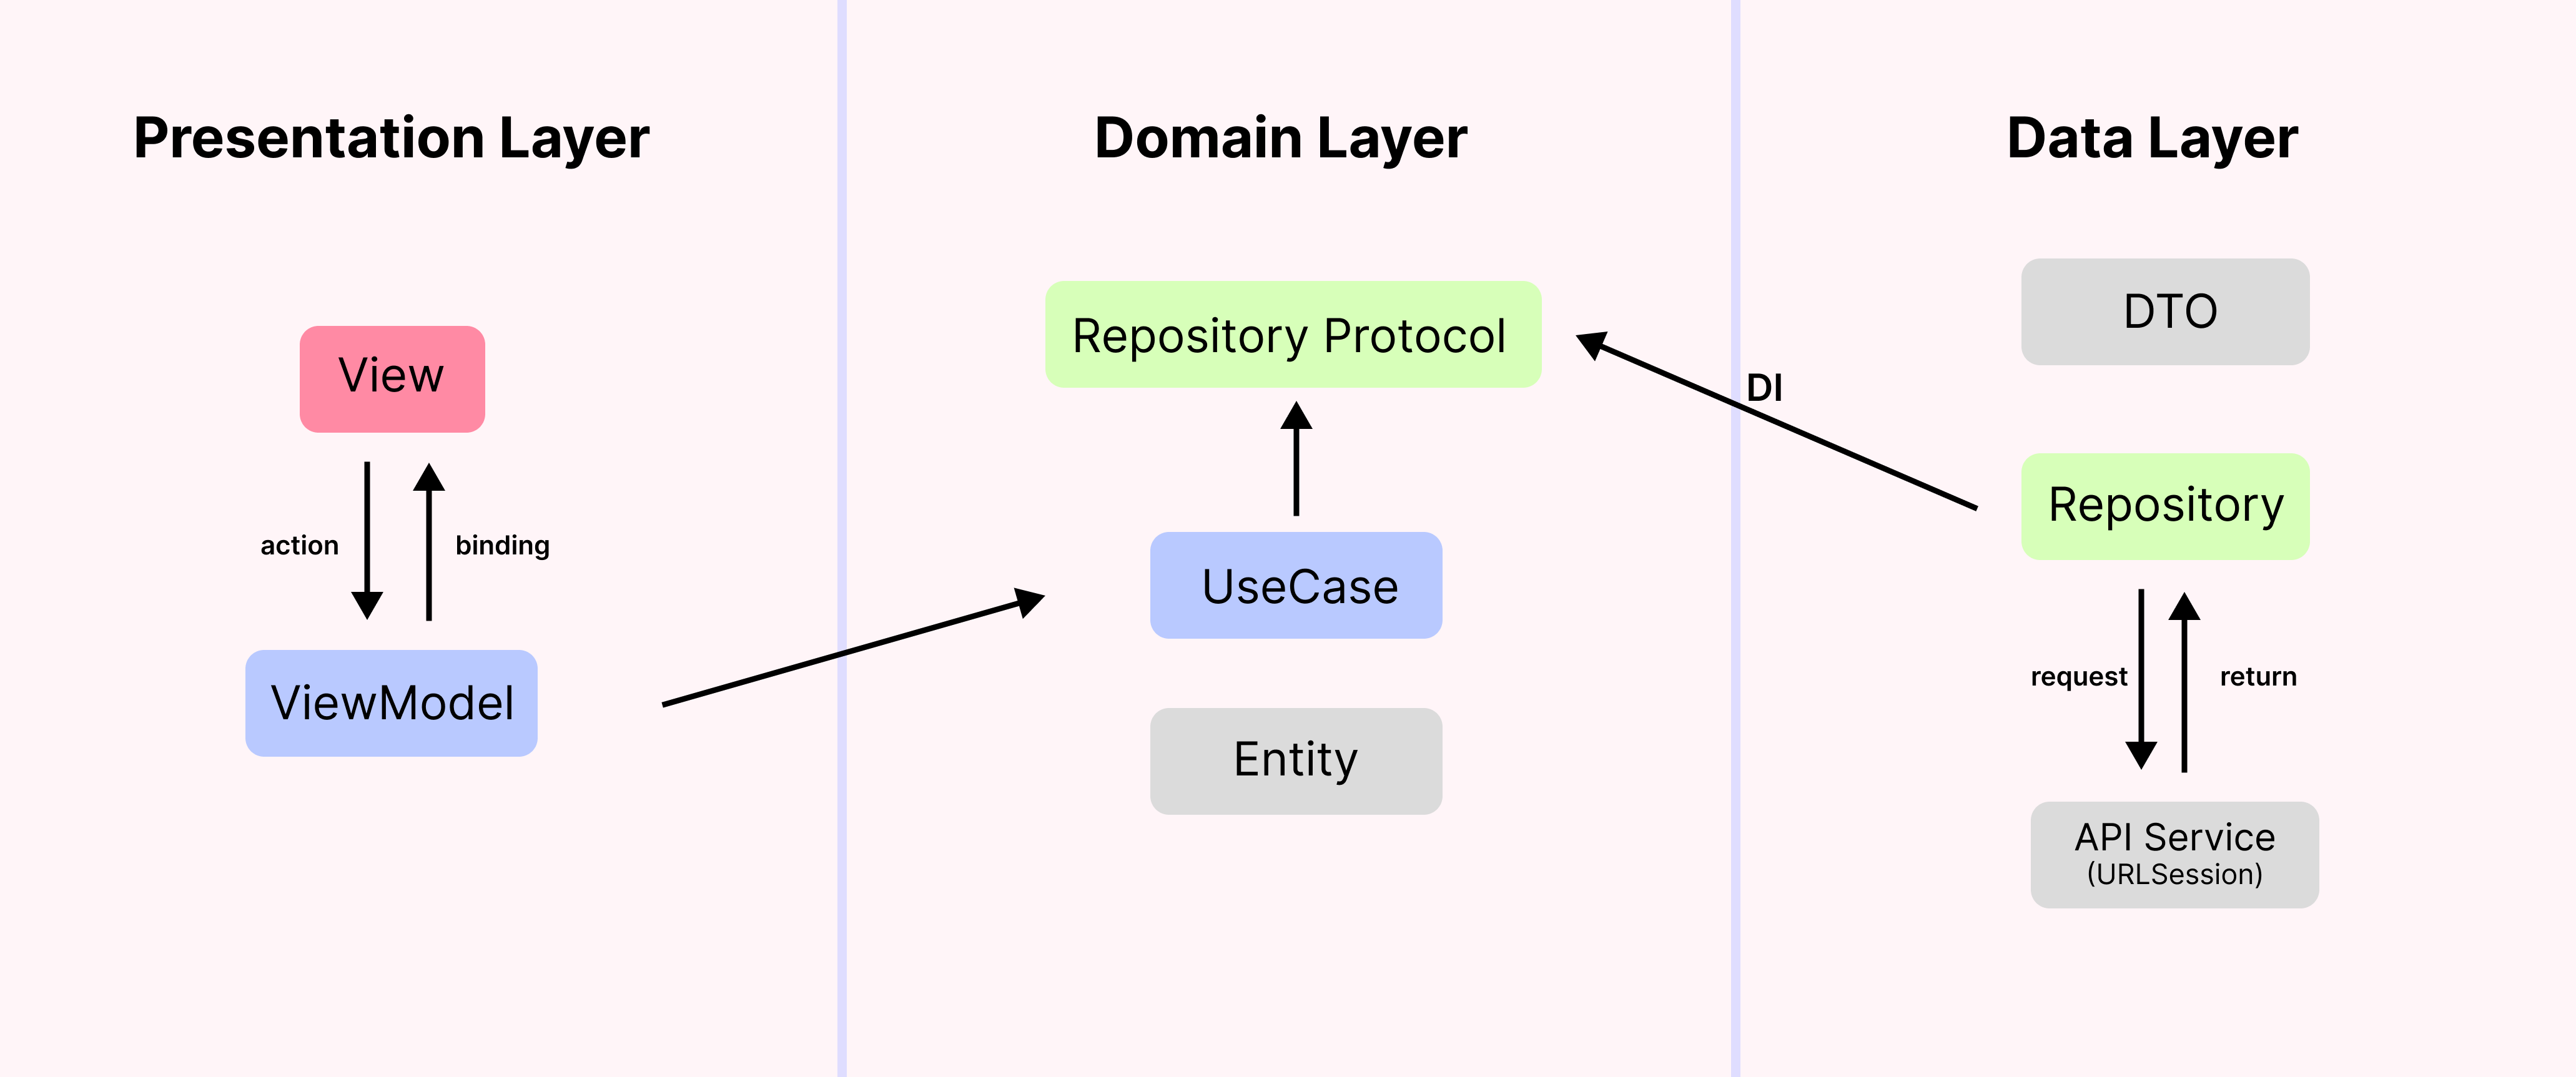 Presentation Layer
View
action
binding
ViewModel
Domain Layer
Repository Protocol
UseCase
Entity
DI
Data Layer
DTO
Repository
request
return
API Service
(URLSession)